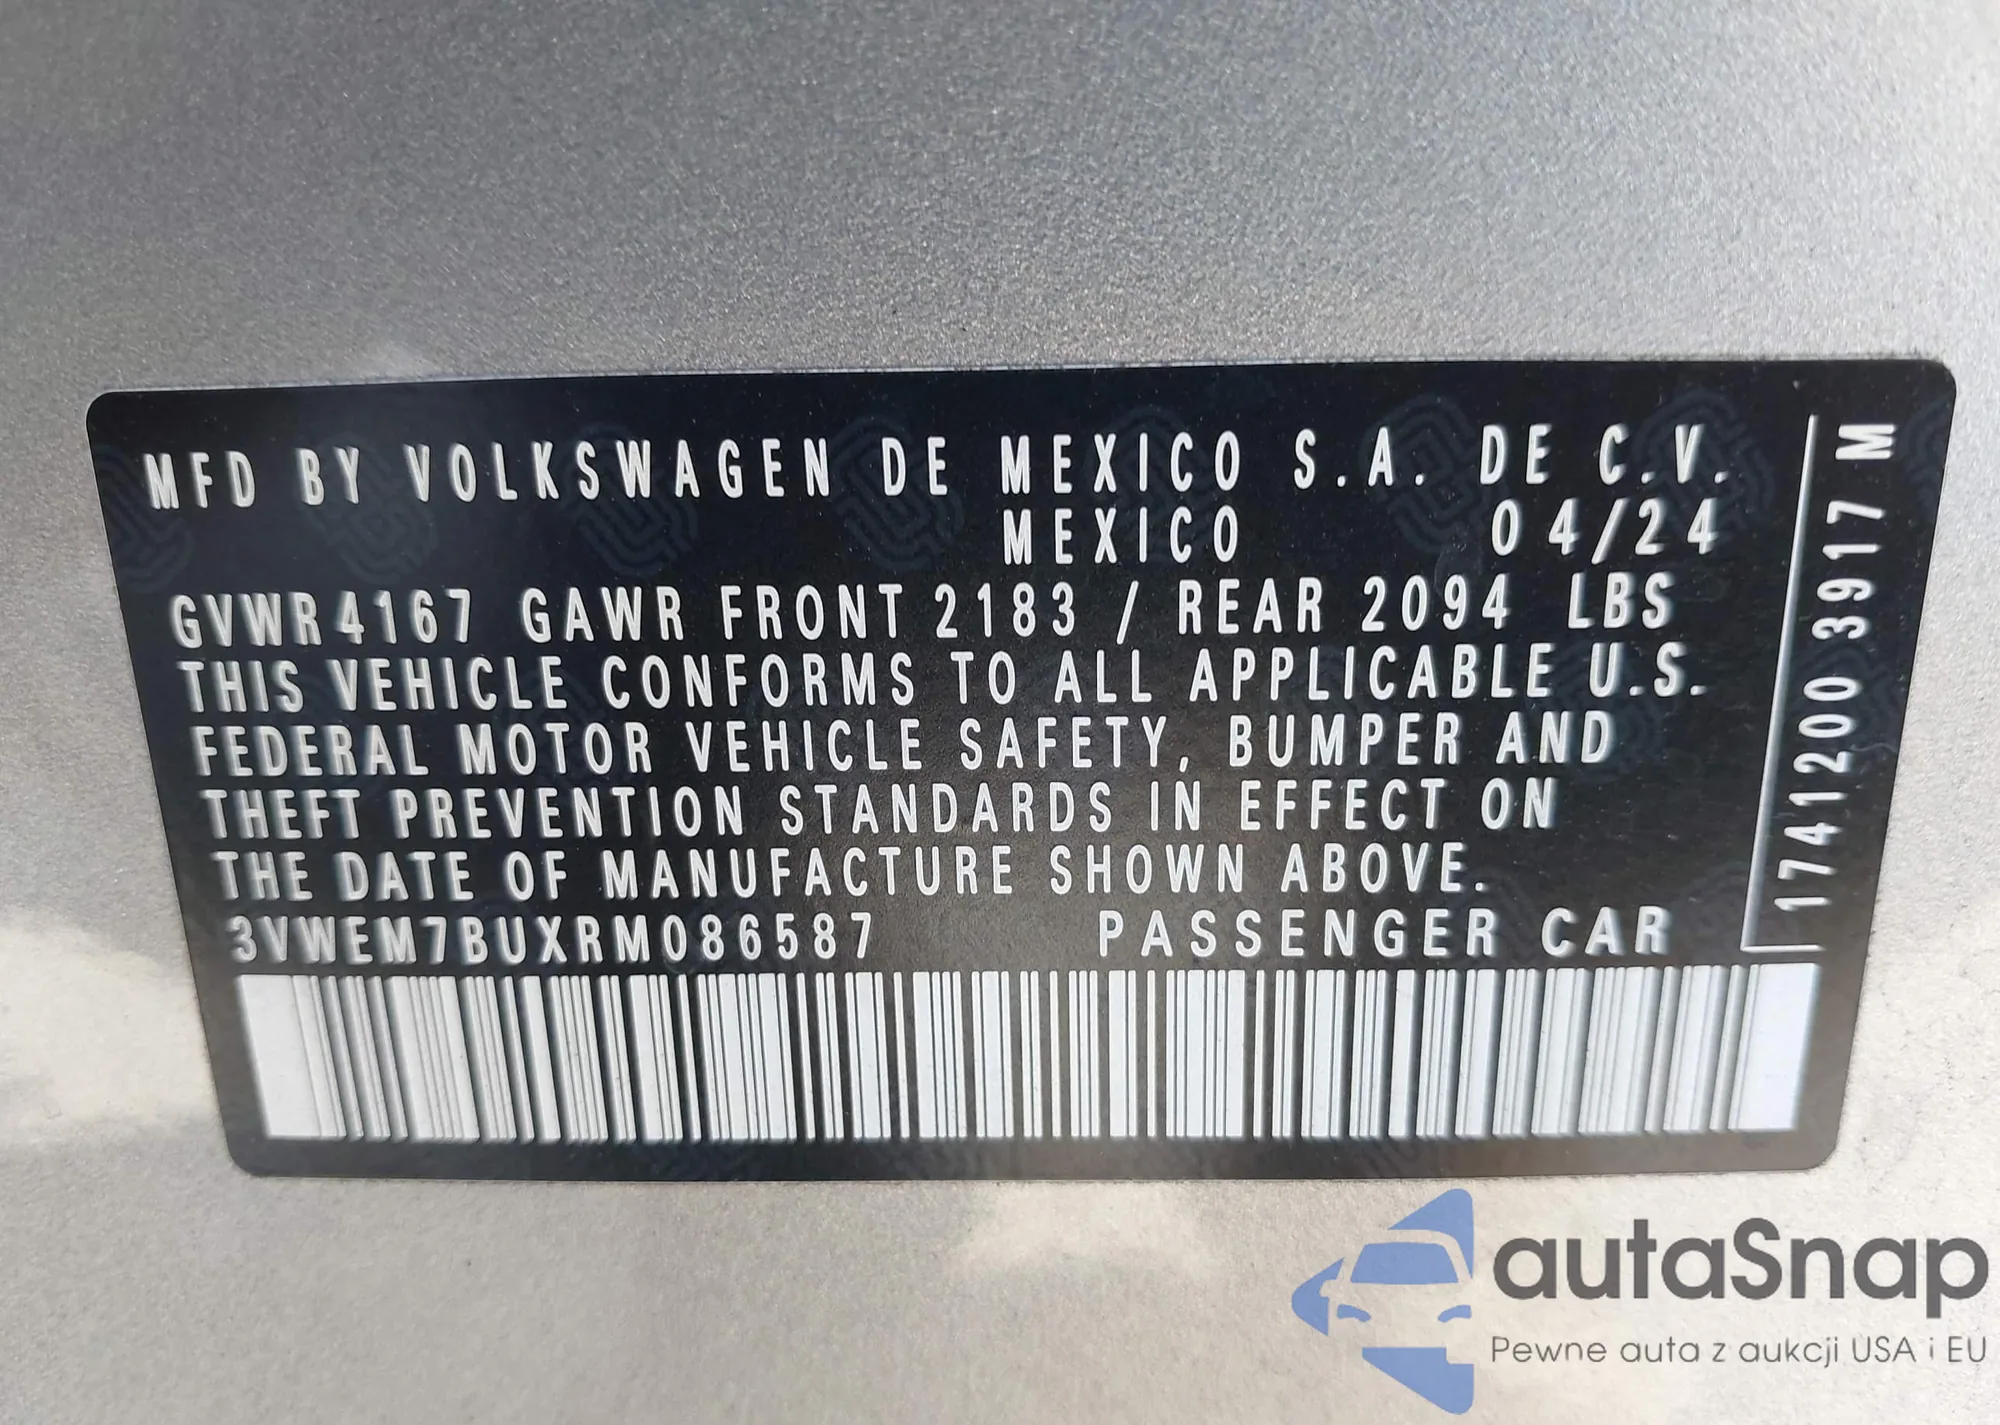 MFD BY VOLKSWAGEN DE MEXICO S.A. DE C.V.
MEXICO 04/24
GVWR 4167 GAWR FRONT 2183 / REAR 2094 LBS
THIS VEHICLE CONFORMS TO ALL APPLICABLE U.S.
FEDERAL MOTOR VEHICLE SAFETY, BUMPER AND
THEFT PREVENTION STANDARDS IN EFFECT ON
THE DATE OF MANUFACTURE SHOWN ABOVE.
3VWEM7BUXRM086587 PASSENGER CAR
1741200 3917 M
autaSnap
Pewne auta z aukcji USA i EU